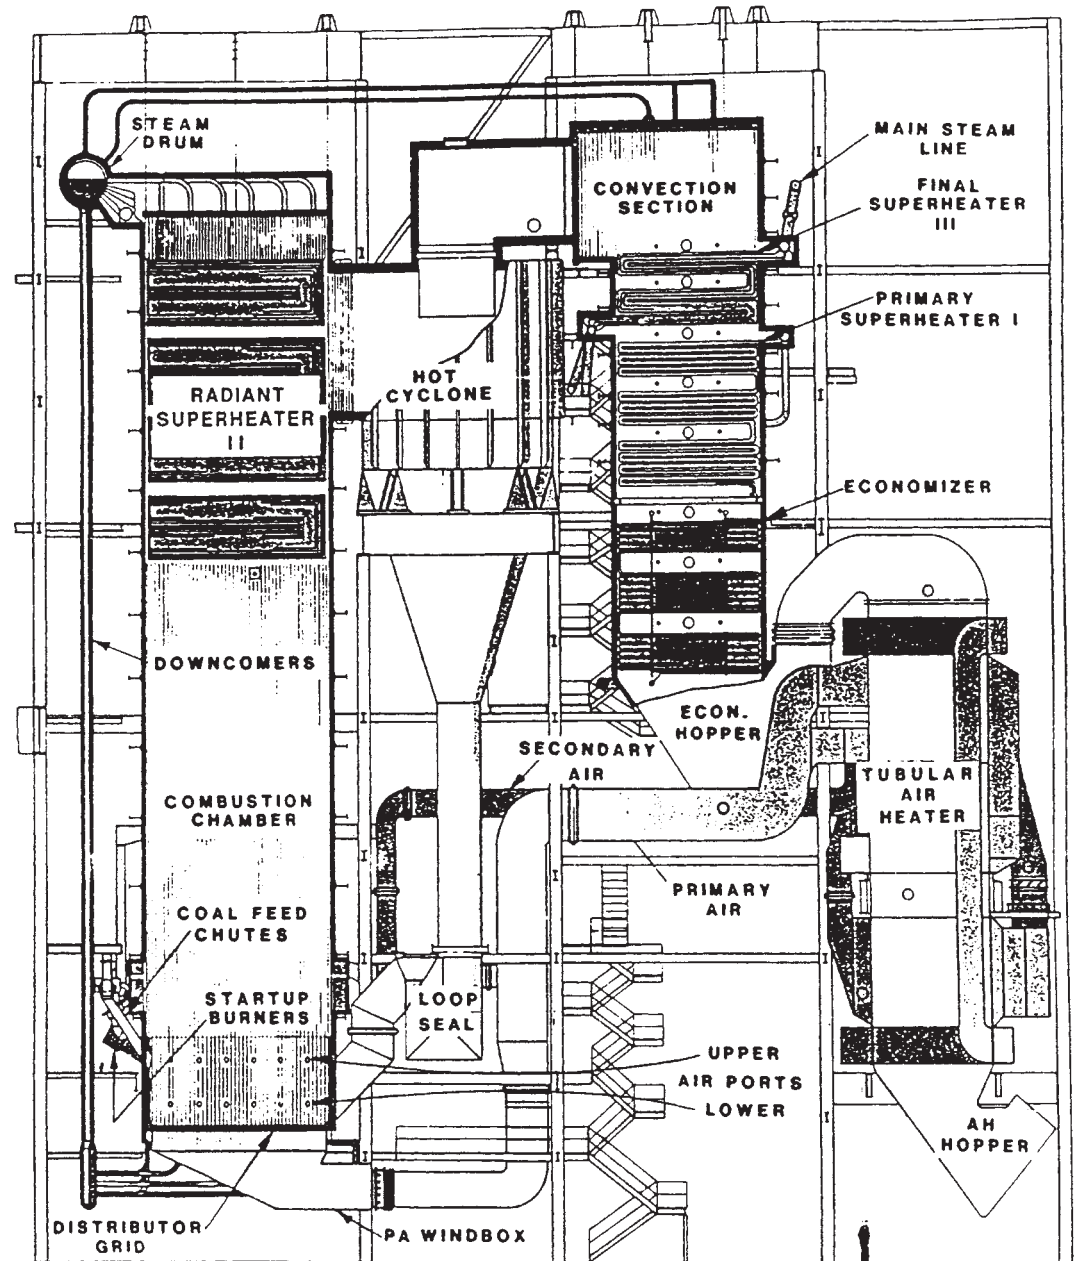 STEAM
DRUM
MAIN STEAM
LINE
CONVECTION
SECTION
FINAL
SUPERHEATER
III
PRIMARY
SUPERHEATER I
HOT
CYCLONE
RADIANT
SUPERHEATER
II
ECONOMIZER
DOWNCOMERS
ECON.
HOPPER
SECONDARY
AIR
TUBULAR
AIR
HEATER
COMBUSTION
CHAMBER
PRIMARY
AIR
COAL FEED
CHUTES
STARTUP
BURNERS
LOOP
SEAL
UPPER
AIR PORTS
LOWER
AH
HOPPER
DISTRIBUTOR
GRID
PA WINDBOX